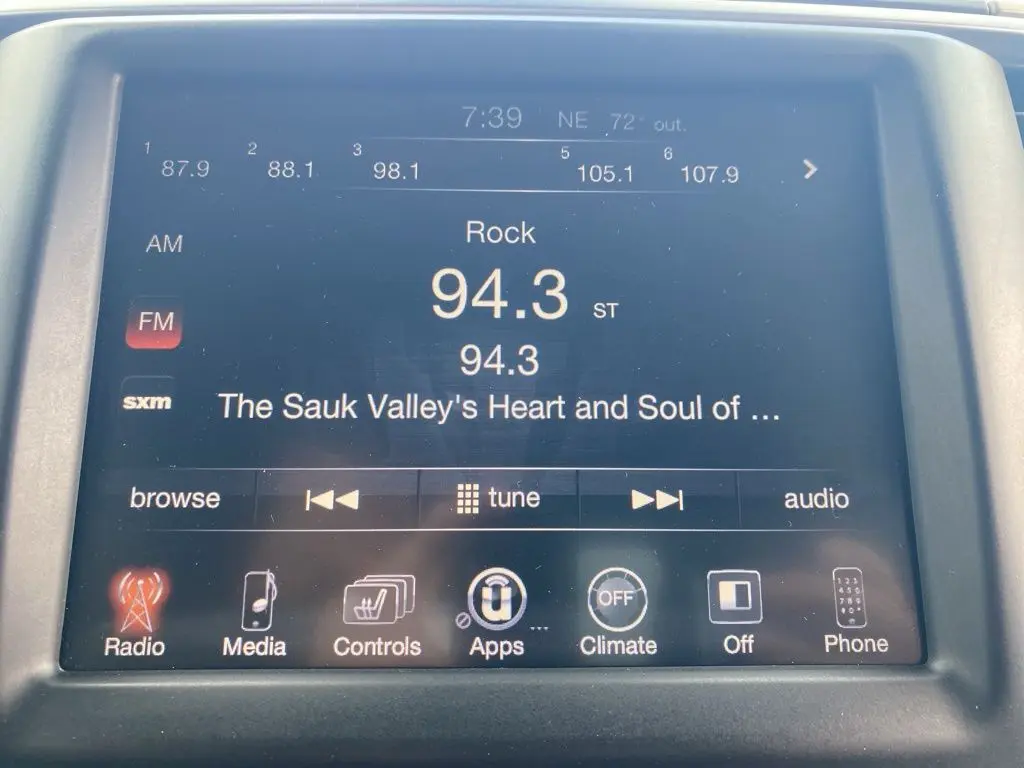 7:39 NE 72° out.
1 87.9 2 88.1 3 98.1 5 105.1 6 107.9
Rock
AM
94.3 ST
FM
94.3
sxm
The Sauk Valley's Heart and Soul of ...
browse tune audio
OFF
Radio Media Controls Apps ... Climate Off Phone